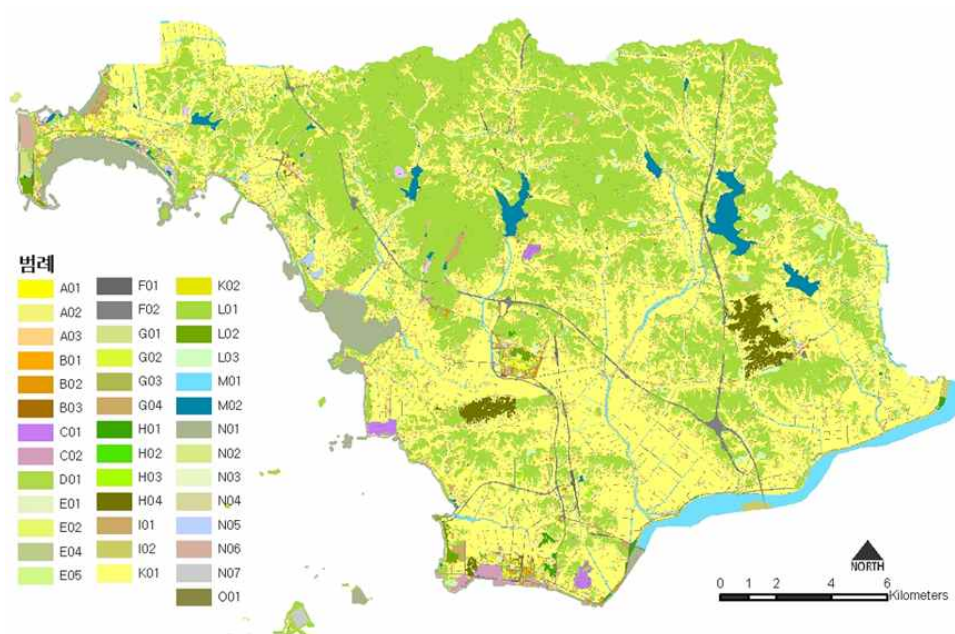 범례
A01
A02
A03
B01
B02
B03
C01
C02
D01
E01
E02
E04
E05
F01
F02
G01
G02
G03
G04
H01
H02
H03
H04
I01
I02
K01
K02
L01
L02
L03
M01
M02
N01
N02
N03
N04
N05
N06
N07
O01
NORTH
0 1 2 4 6
Kilometers